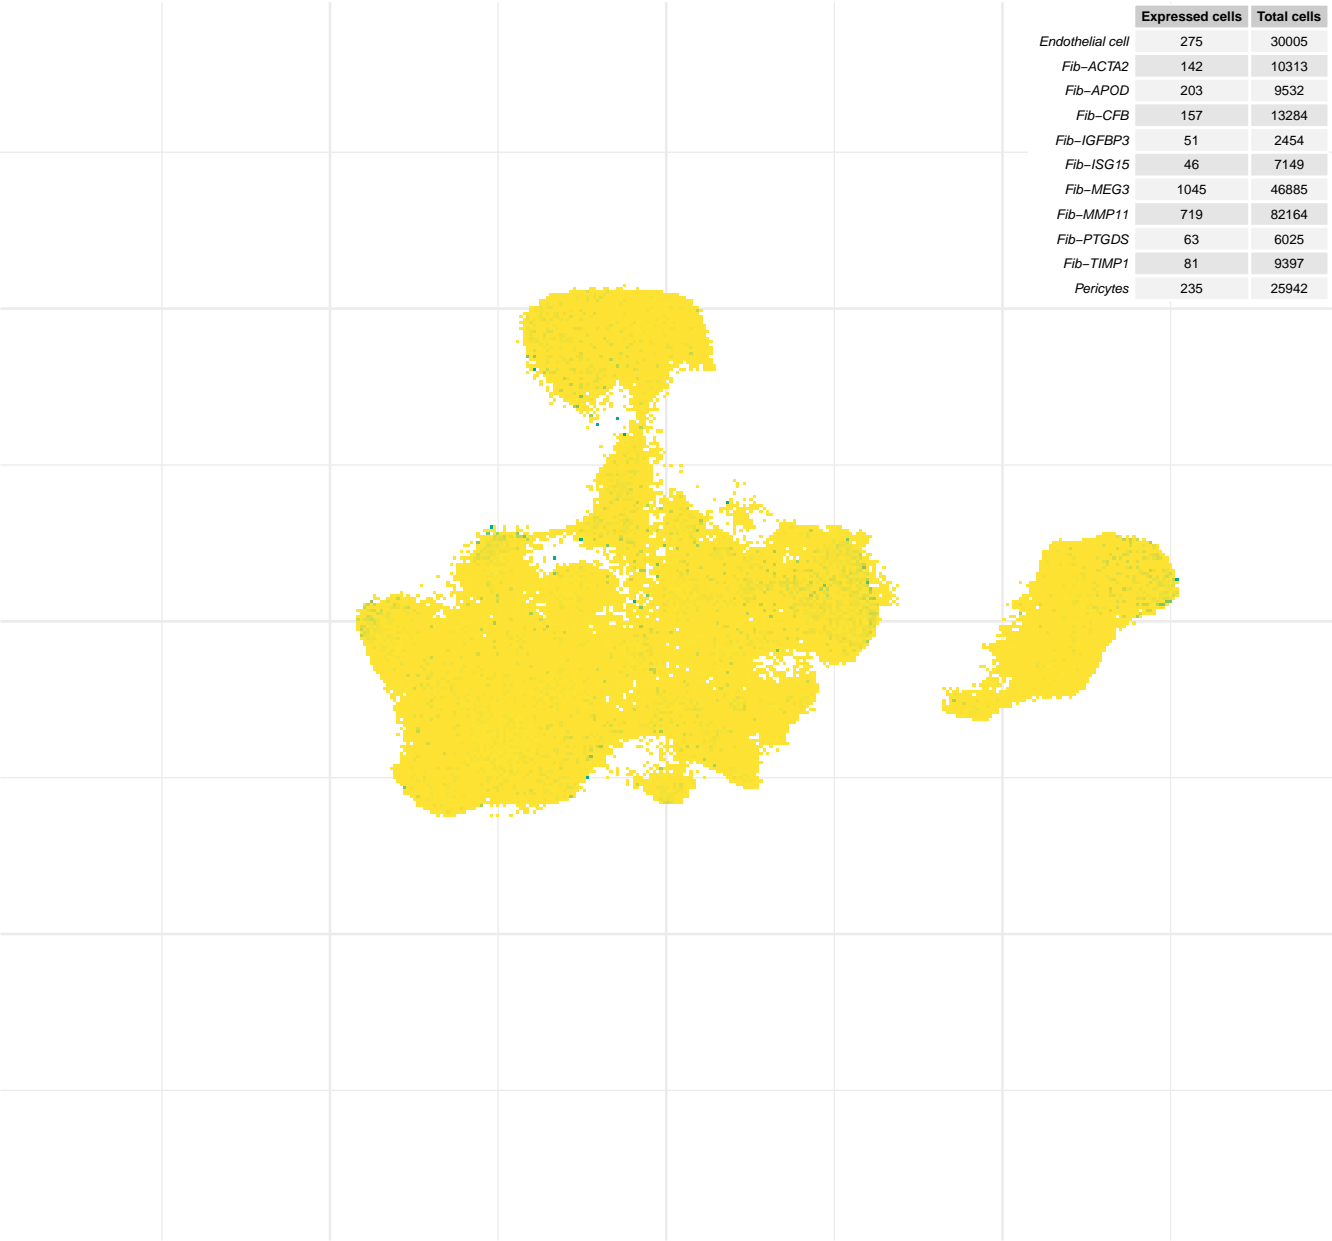 Expressed cells Total cells
Endothelial cell 275 30005
Fib−ACTA2 142 10313
Fib−APOD 203 9532
Fib−CFB 157 13284
Fib−IGFBP3 51 2454
Fib−ISG15 46 7149
Fib−MEG3 1045 46885
Fib−MMP11 719 82164
Fib−PTGDS 63 6025
Fib−TIMP1 81 9397
Pericytes 235 25942